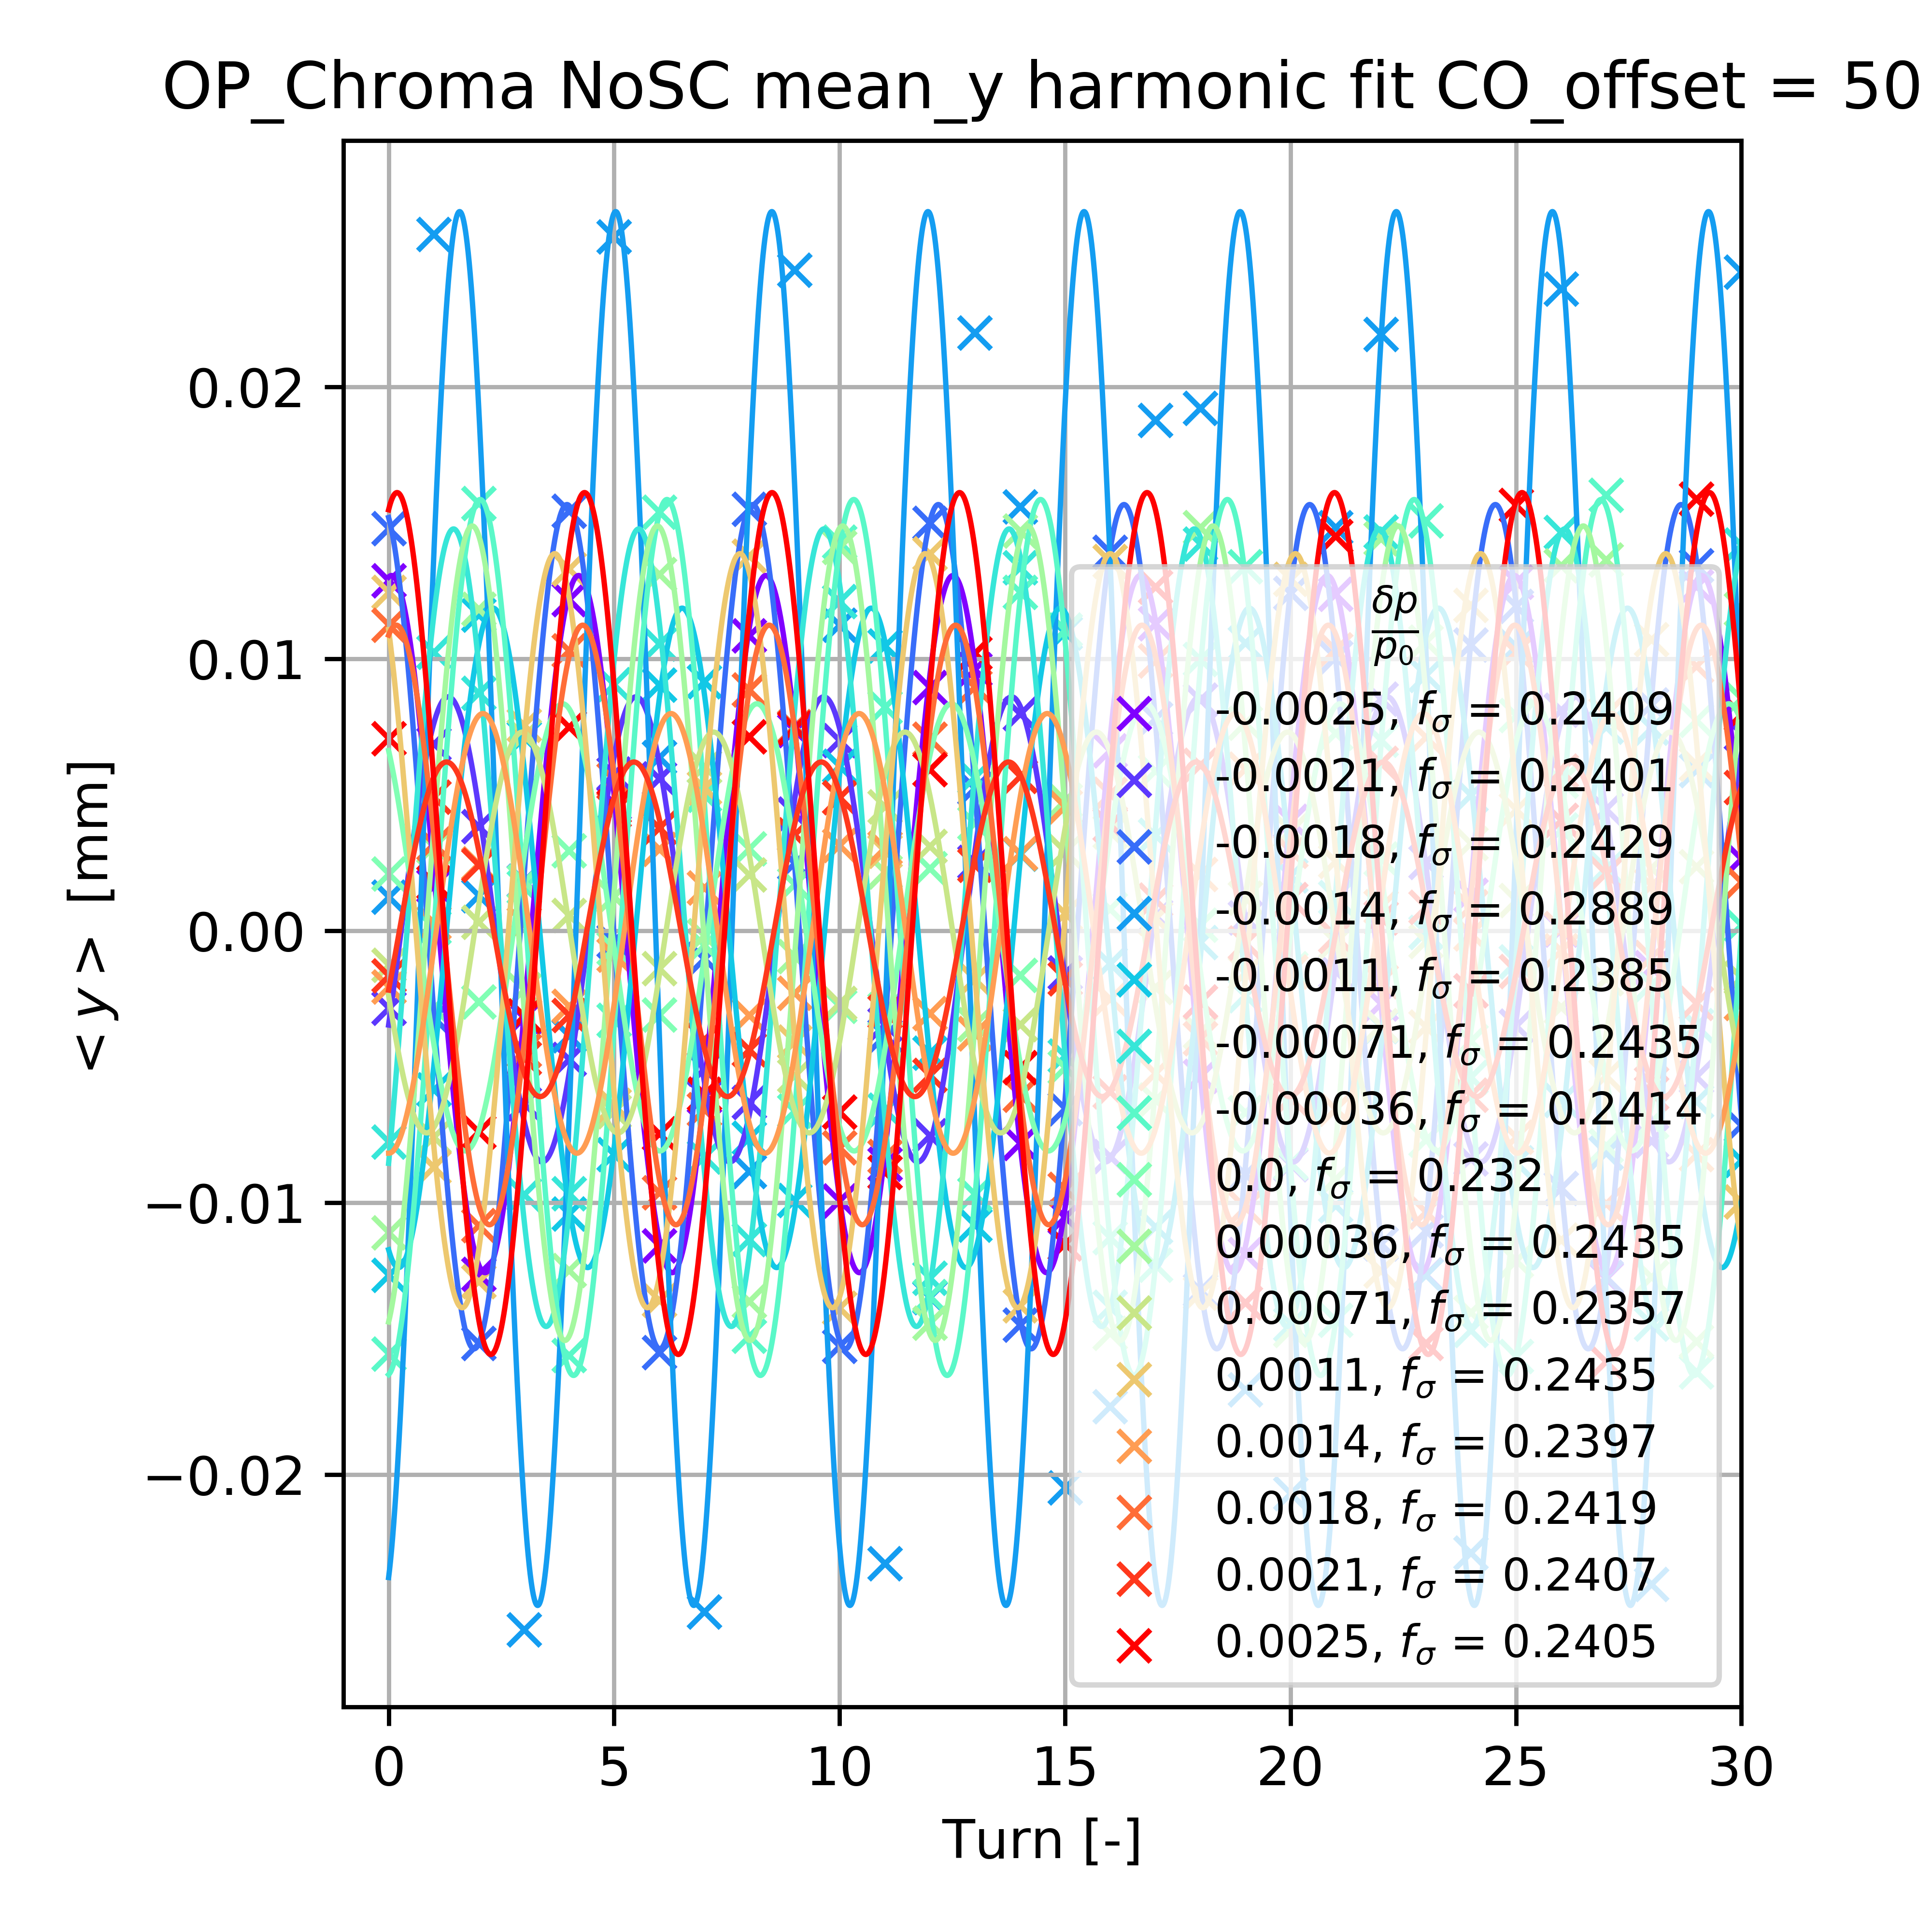 OP_Chroma NoSC mean_y harmonic fit CO_offset = 50
< y > [mm]
0.02
0.01
0.00
−0.01
−0.02
δp
p0
-0.0025, fσ = 0.2409
-0.0021, fσ = 0.2401
-0.0018, fσ = 0.2429
-0.0014, fσ = 0.2889
-0.0011, fσ = 0.2385
-0.00071, fσ = 0.2435
-0.00036, fσ = 0.2414
0.0, fσ = 0.232
0.00036, fσ = 0.2435
0.00071, fσ = 0.2357
0.0011, fσ = 0.2435
0.0014, fσ = 0.2397
0.0018, fσ = 0.2419
0.0021, fσ = 0.2407
0.0025, fσ = 0.2405
0 5 10 15 20 25 30
Turn [-]